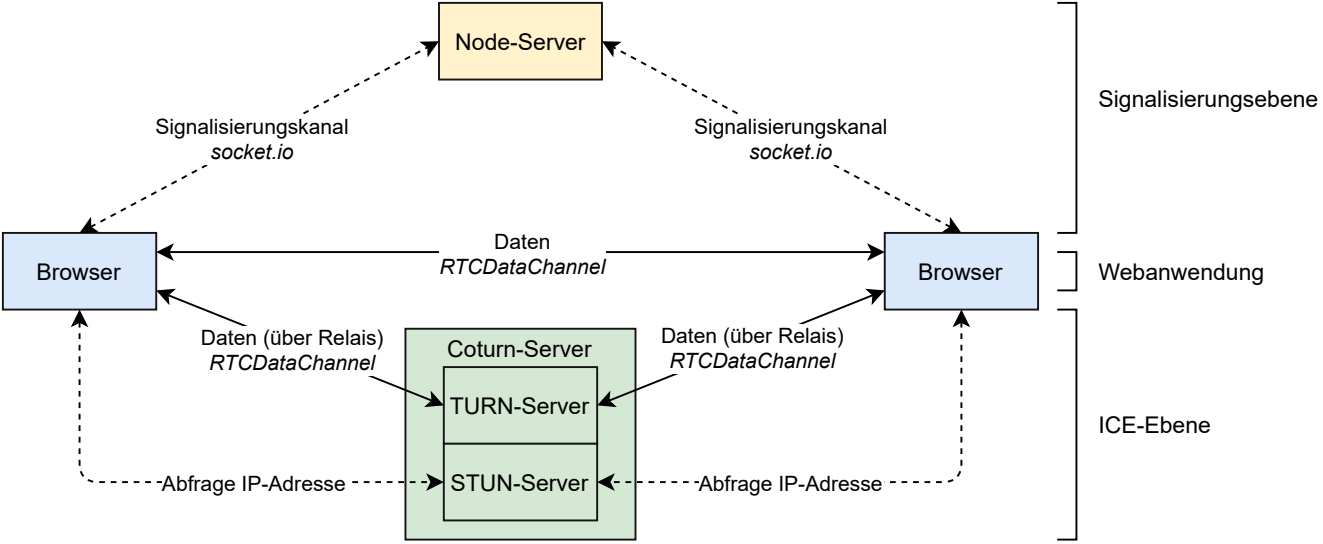 Node-Server
Signalisierungsebene
Signalisierungskanal
socket.io
Signalisierungskanal
socket.io
Browser
Daten
RTCDataChannel
Browser
Webanwendung
Daten (über Relais)
RTCDataChannel
Daten (über Relais)
RTCDataChannel
Coturn-Server
TURN-Server
ICE-Ebene
Abfrage IP-Adresse
STUN-Server
Abfrage IP-Adresse